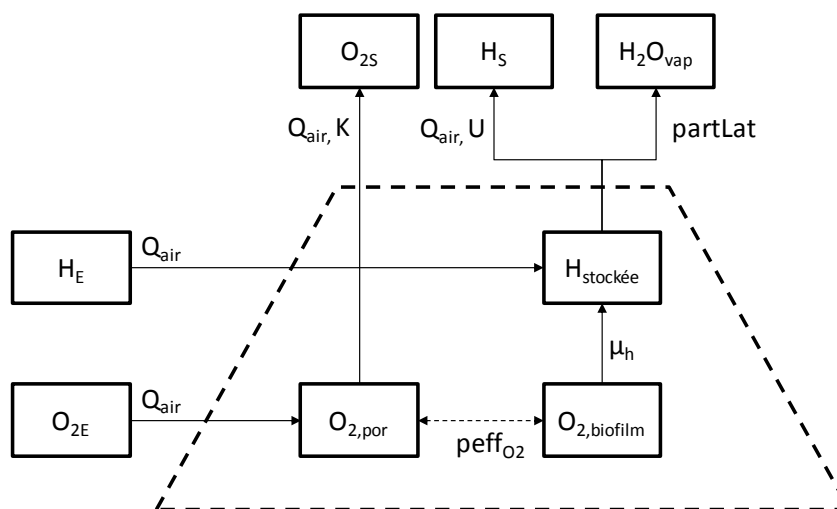 O2S
HS
H2Ovap
Qair, K
Qair, U
partLat
HE
Qair
Hstockée
µh
O2E
Qair
O2,por
peffO2
O2,biofilm